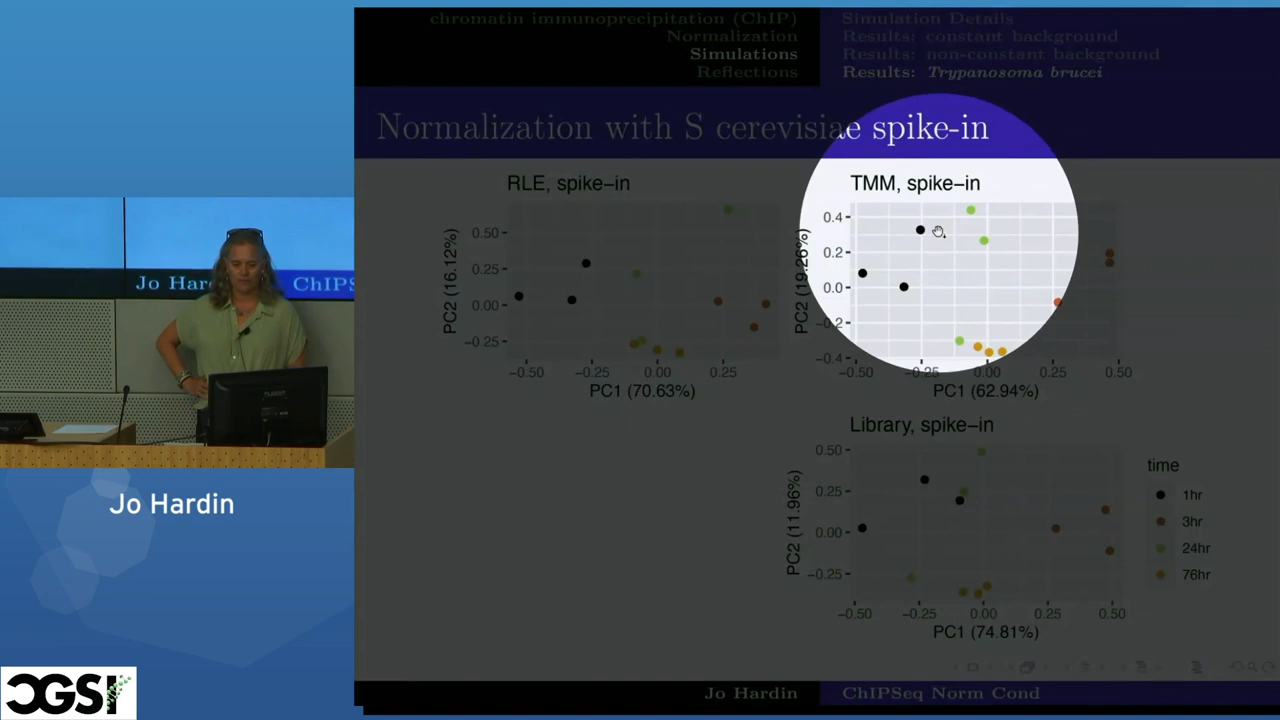 chromatin immunoprecipitation (ChIP)
Normalization
Simulations
Reflections
Simulation Details
Results: constant background
Results: non-constant background
Results: Trypanosoma brucei
Normalization with S cerevisiae spike-in
RLE, spike-in
0.50
0.25
0.00
-0.25
PC2 (16.12%)
-0.50
-0.25
0.00
0.25
PC1 (70.63%)
TMM, spike-in
0.4
0.2
0.0
-0.2
-0.4
PC2 (19.26%)
-0.50
-0.25
0.00
0.25
0.50
PC1 (62.94%)
Library, spike-in
0.50
0.25
0.00
-0.25
PC2 (11.96%)
-0.50
-0.25
0.00
0.25
0.50
PC1 (74.81%)
time
1hr
3hr
24hr
76hr
Jo Hardin
ChIPSeq Norm Cond
Jo Har
ChIPS
Jo Hardin
CGSI